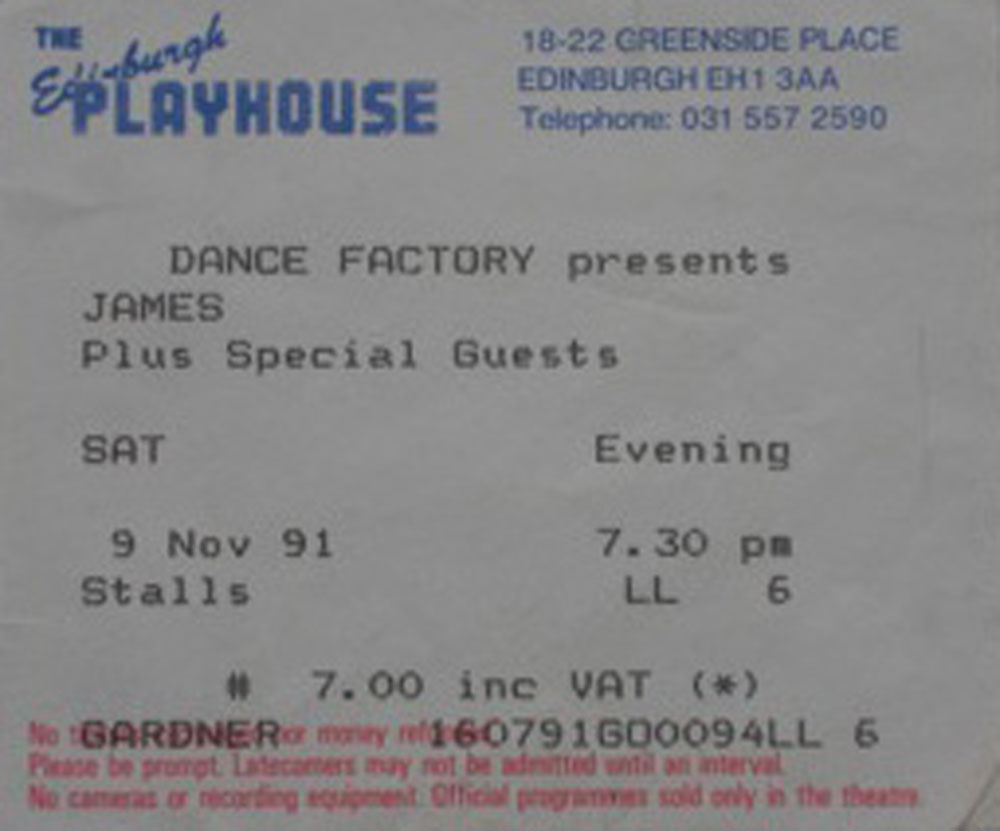 THE
Edinburgh
PLAYHOUSE
18-22 GREENSIDE PLACE
EDINBURGH EH1 3AA
Telephone: 031 557 2590
DANCE FACTORY presents
JAMES
Plus Special Guests
SAT Evening
9 Nov 91 7.30 pm
Stalls LL 6
# 7.00 inc VAT (*)
GARDNER 160791GD0094LL 6
No nor money
Please be prompt. Latecomers may not be admitted until an interval.
No cameras or recording equipment. Official programmes sold only in the theatre.